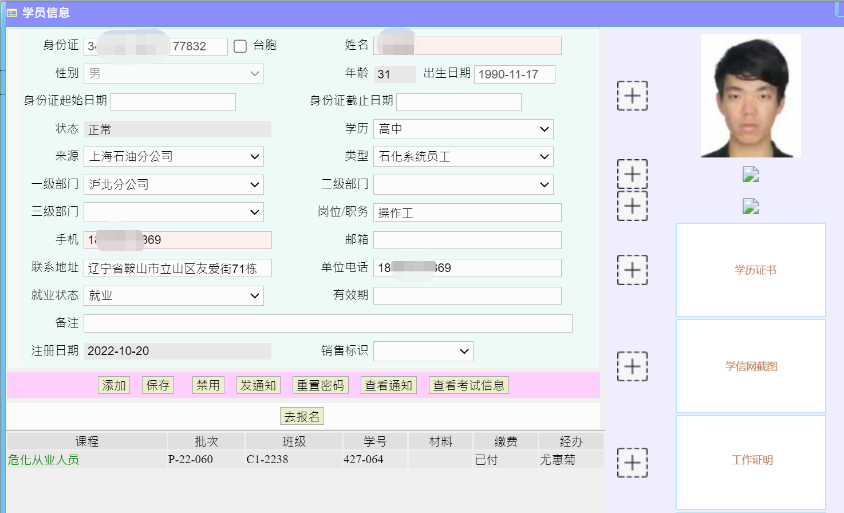 学员信息
身份证 34 77832 台胞 姓名
性别 男 年龄 31 出生日期 1990-11-17
身份证起始日期 身份证截止日期
状态 正常 学历 高中
来源 上海石油分公司 类型 石化系统员工
一级部门 沪北分公司 二级部门
三级部门 岗位/职务 操作工
手机 18 369 邮箱
联系地址 辽宁省鞍山市立山区友爱街71栋 单位电话 18 369
就业状态 就业 有效期
备注
注册日期 2022-10-20 销售标识
添加 保存 禁用 发通知 重置密码 查看通知 查看考试信息
去报名
课程 批次 班级 学号 材料 缴费 经办
危化从业人员 P-22-060 C1-2238 427-064 已付 尤惠菊
学历证书
学信网截图
工作证明